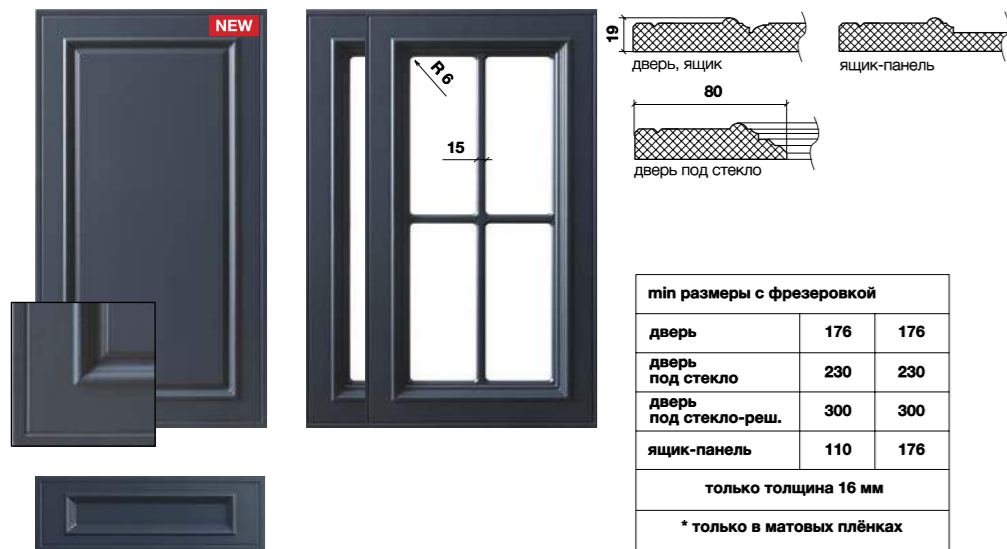 NEW
R 6
15
19
дверь, ящик
ящик-панель
80
дверь под стекло
min размеры с фрезеровкой
дверь 176 176
дверь
под стекло 230 230
дверь
под стекло-реш. 300 300
ящик-панель 110 176
только толщина 16 мм
* только в матовых плёнках